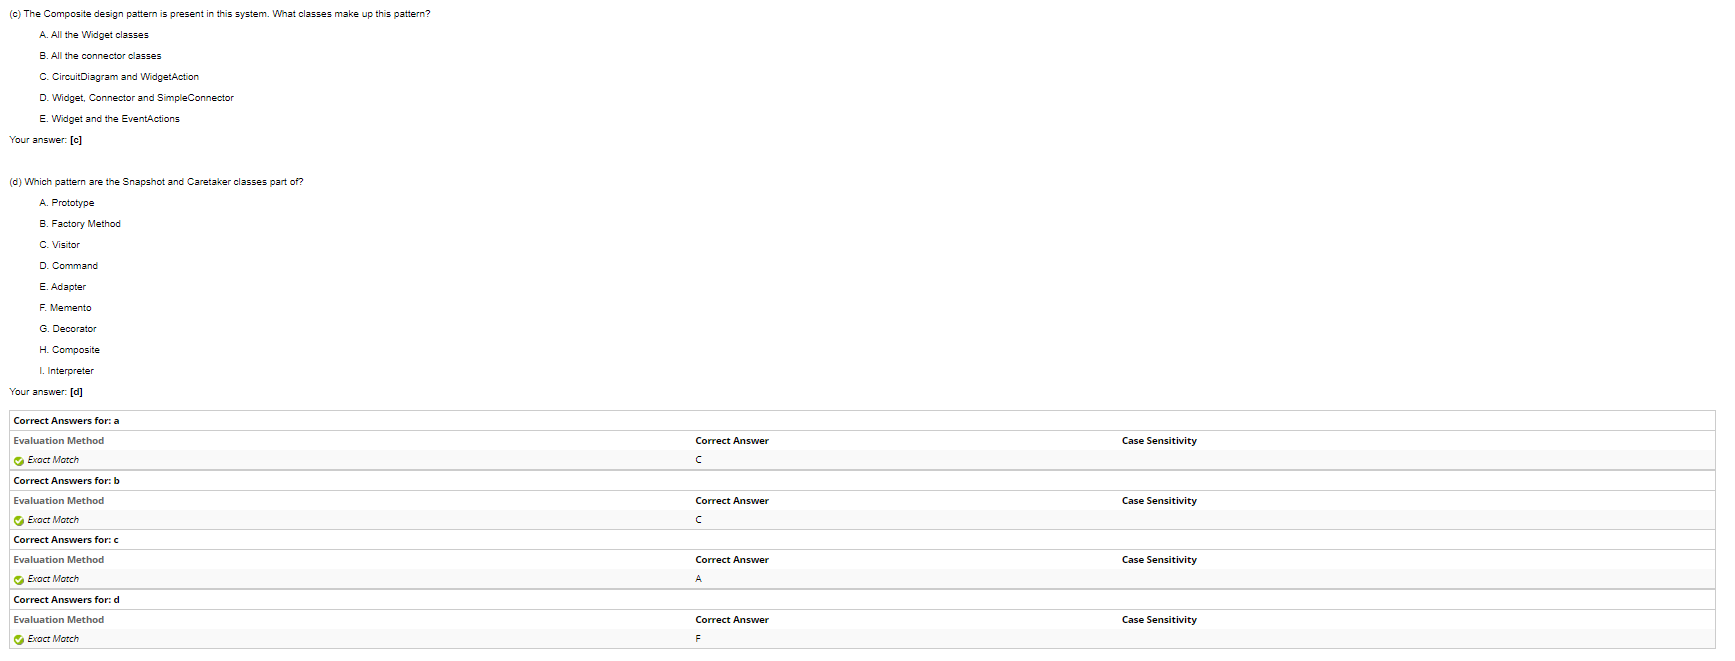 (c) The Composite design pattern is present in this system. What classes make up this pattern?
A. All the Widget classes
B. All the connector classes
C. CircuitDiagram and WidgetAction
D. Widget, Connector and SimpleConnector
E. Widget and the EventActions
Your answer: [c]
(d) Which pattern are the Snapshot and Caretaker classes part of?
A. Prototype
B. Factory Method
C. Visitor
D. Command
E. Adapter
F. Memento
G. Decorator
H. Composite
I. Interpreter
Your answer: [d]
Correct Answers for: a
Evaluation Method Correct Answer Case Sensitivity
Exact Match C
Correct Answers for: b
Evaluation Method Correct Answer Case Sensitivity
Exact Match C
Correct Answers for: c
Evaluation Method Correct Answer Case Sensitivity
Exact Match A
Correct Answers for: d
Evaluation Method Correct Answer Case Sensitivity
Exact Match F